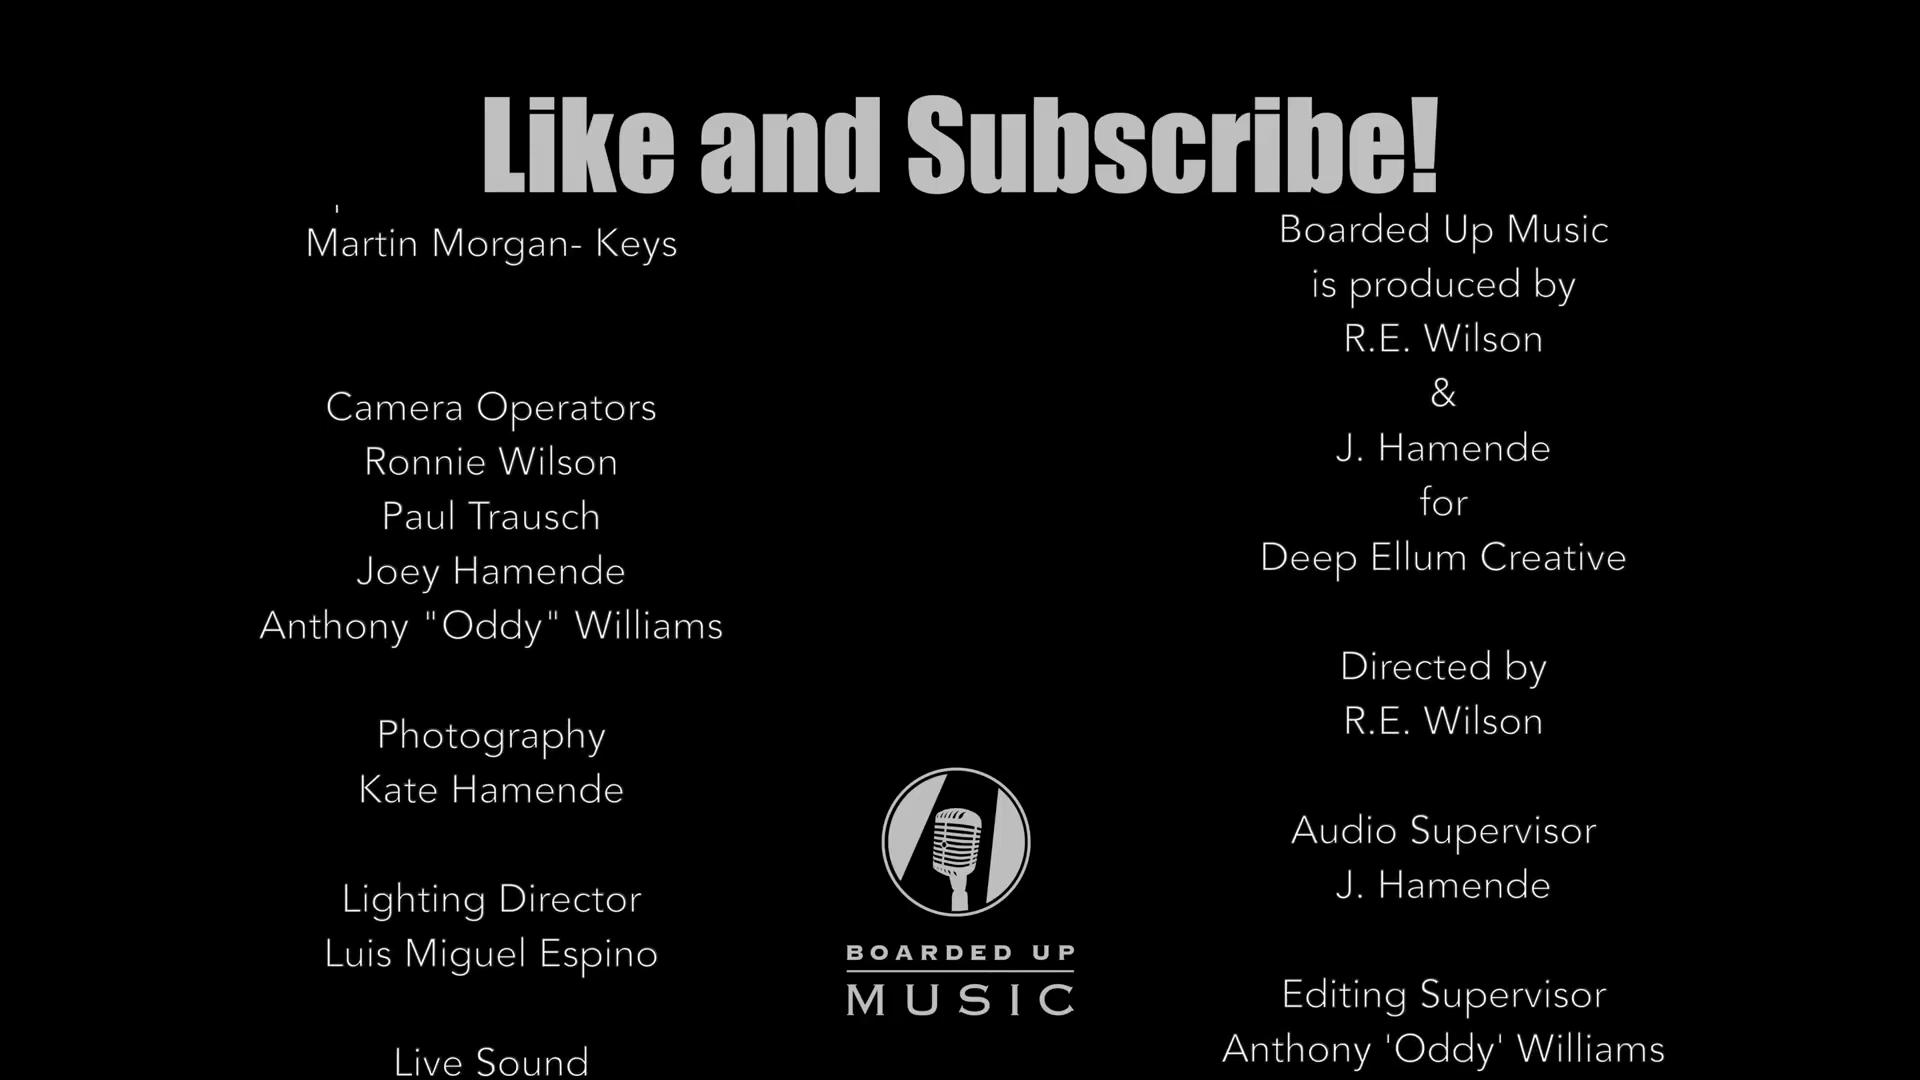 Like and Subscribe!
Martin Morgan- Keys
Camera Operators
Ronnie Wilson
Paul Trausch
Joey Hamende
Anthony "Oddy" Williams
Photography
Kate Hamende
Lighting Director
Luis Miguel Espino
Live Sound
BOARDED UP
MUSIC
Boarded Up Music
is produced by
R.E. Wilson
&
J. Hamende
for
Deep Ellum Creative
Directed by
R.E. Wilson
Audio Supervisor
J. Hamende
Editing Supervisor
Anthony 'Oddy' Williams